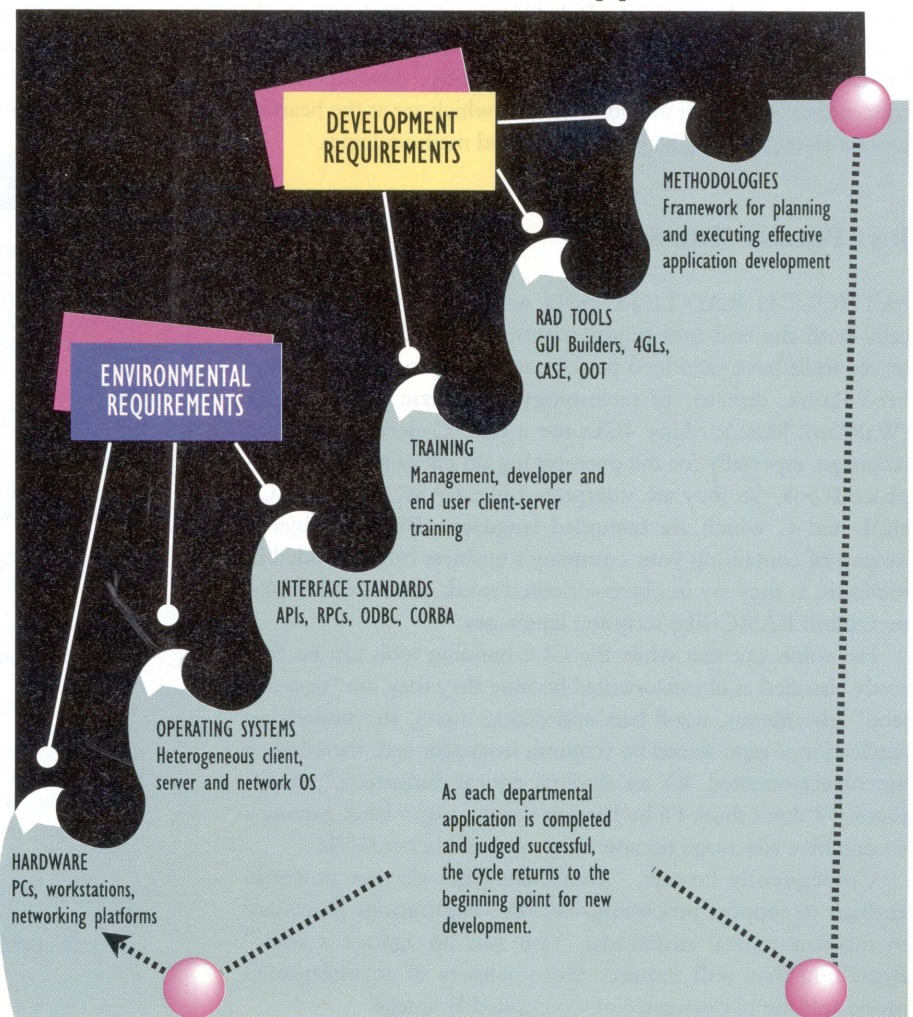 DEVELOPMENT
REQUIREMENTS
METHODOLOGIES
Framework for planning
and executing effective
application development
RAD TOOLS
GUI Builders, 4GLs,
CASE, OOT
ENVIRONMENTAL
REQUIREMENTS
TRAINING
Management, developer and
end user client-server
training
INTERFACE STANDARDS
APIs, RPCs, ODBC, CORBA
OPERATING SYSTEMS
Heterogeneous client,
server and network OS
As each departmental
application is completed
and judged successful,
the cycle returns to the
beginning point for new
development.
HARDWARE
PCs, workstations,
networking platforms